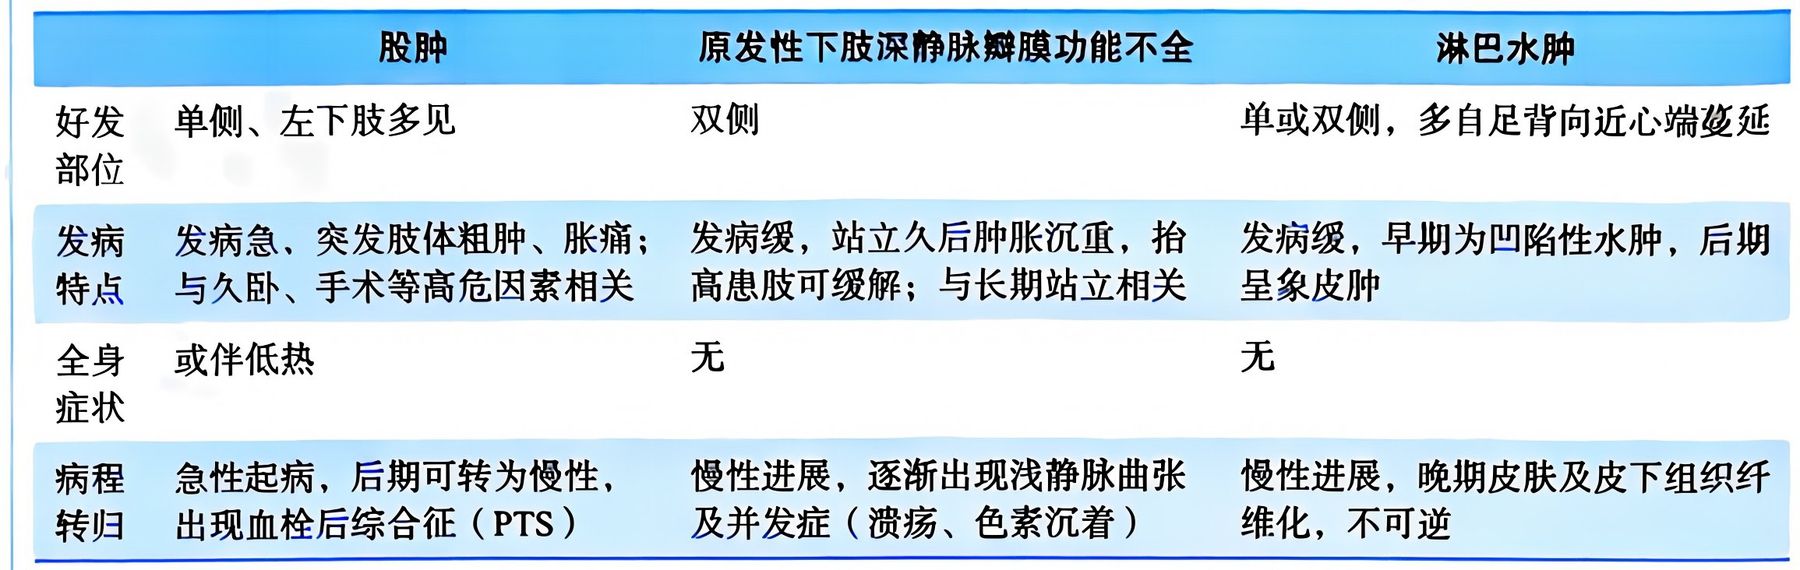 股肿 原发性下肢深静脉瓣膜功能不全 淋巴水肿
好发 单侧、左下肢多见 双侧 单或双侧，多自足背向近心端蔓延
部位
发病 发病急，突发肢体粗肿、胀痛； 发病缓，站立久后肿胀沉重，抬 发病缓，早期为凹陷性水肿，后期
特点 与久卧、手术等高危因素相关 高患肢可缓解；与长期站立相关 呈象皮肿
全身 或伴低热 无 无
症状
病程 急性起病，后期可转为慢性， 慢性进展，逐渐出现浅静脉曲张 慢性进展，晚期皮肤及皮下组织纤
转归 出现血栓后综合征（PTS） 及并发症（溃疡、色素沉着） 维化，不可逆